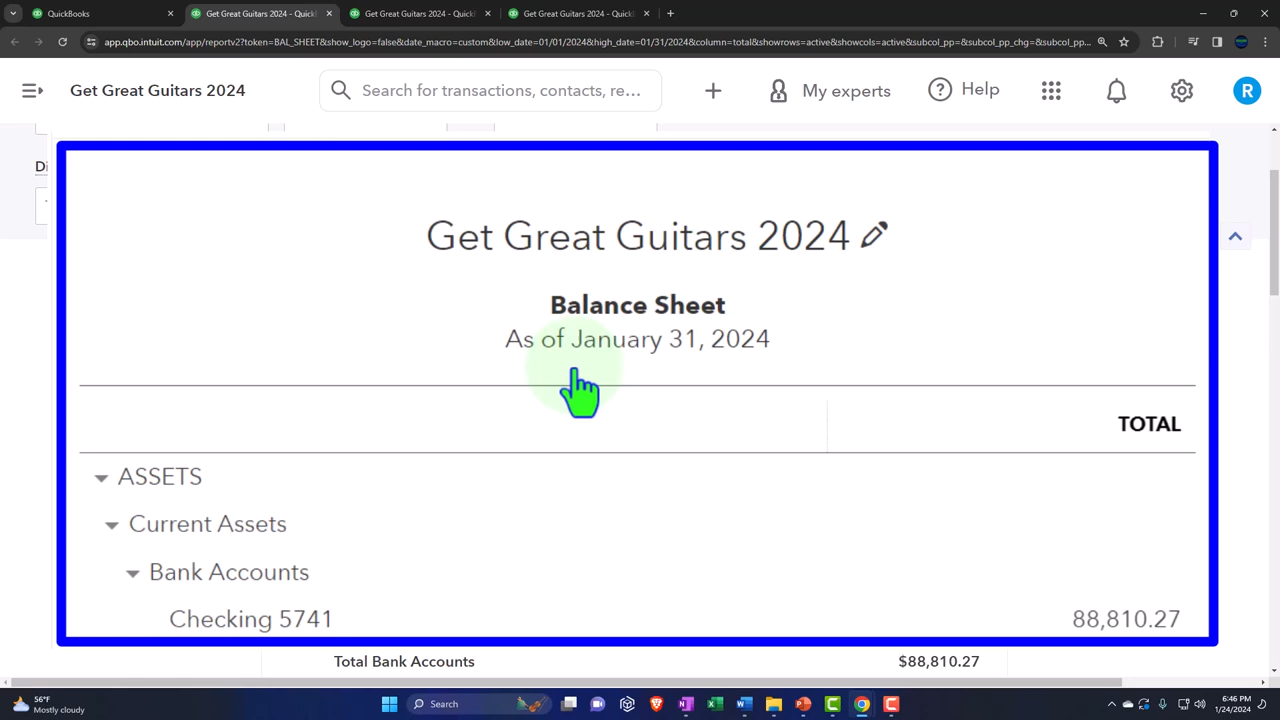 QuickBooks
Get Great Guitars 2024 - QuickB
Get Great Guitars 2024 - QuickB
Get Great Guitars 2024 - QuickB
app.qbo.intuit.com/app/reportv2?token=BAL_SHEET&show_logo=false&date_macro=custom&low_date=01/01/2024&high_date=01/31/2024&column=total&showrows=active&showcols=active&subcol_pp=&subcol_pp_chg=&subcol_pp...
Get Great Guitars 2024
Search for transactions, contacts, re...
My experts
Help
R
Di
Get Great Guitars 2024
Balance Sheet
As of January 31, 2024
TOTAL
ASSETS
Current Assets
Bank Accounts
Checking 5741 88,810.27
Total Bank Accounts $88,810.27
56°F
Mostly cloudy
Search
6:46 PM
1/24/2024